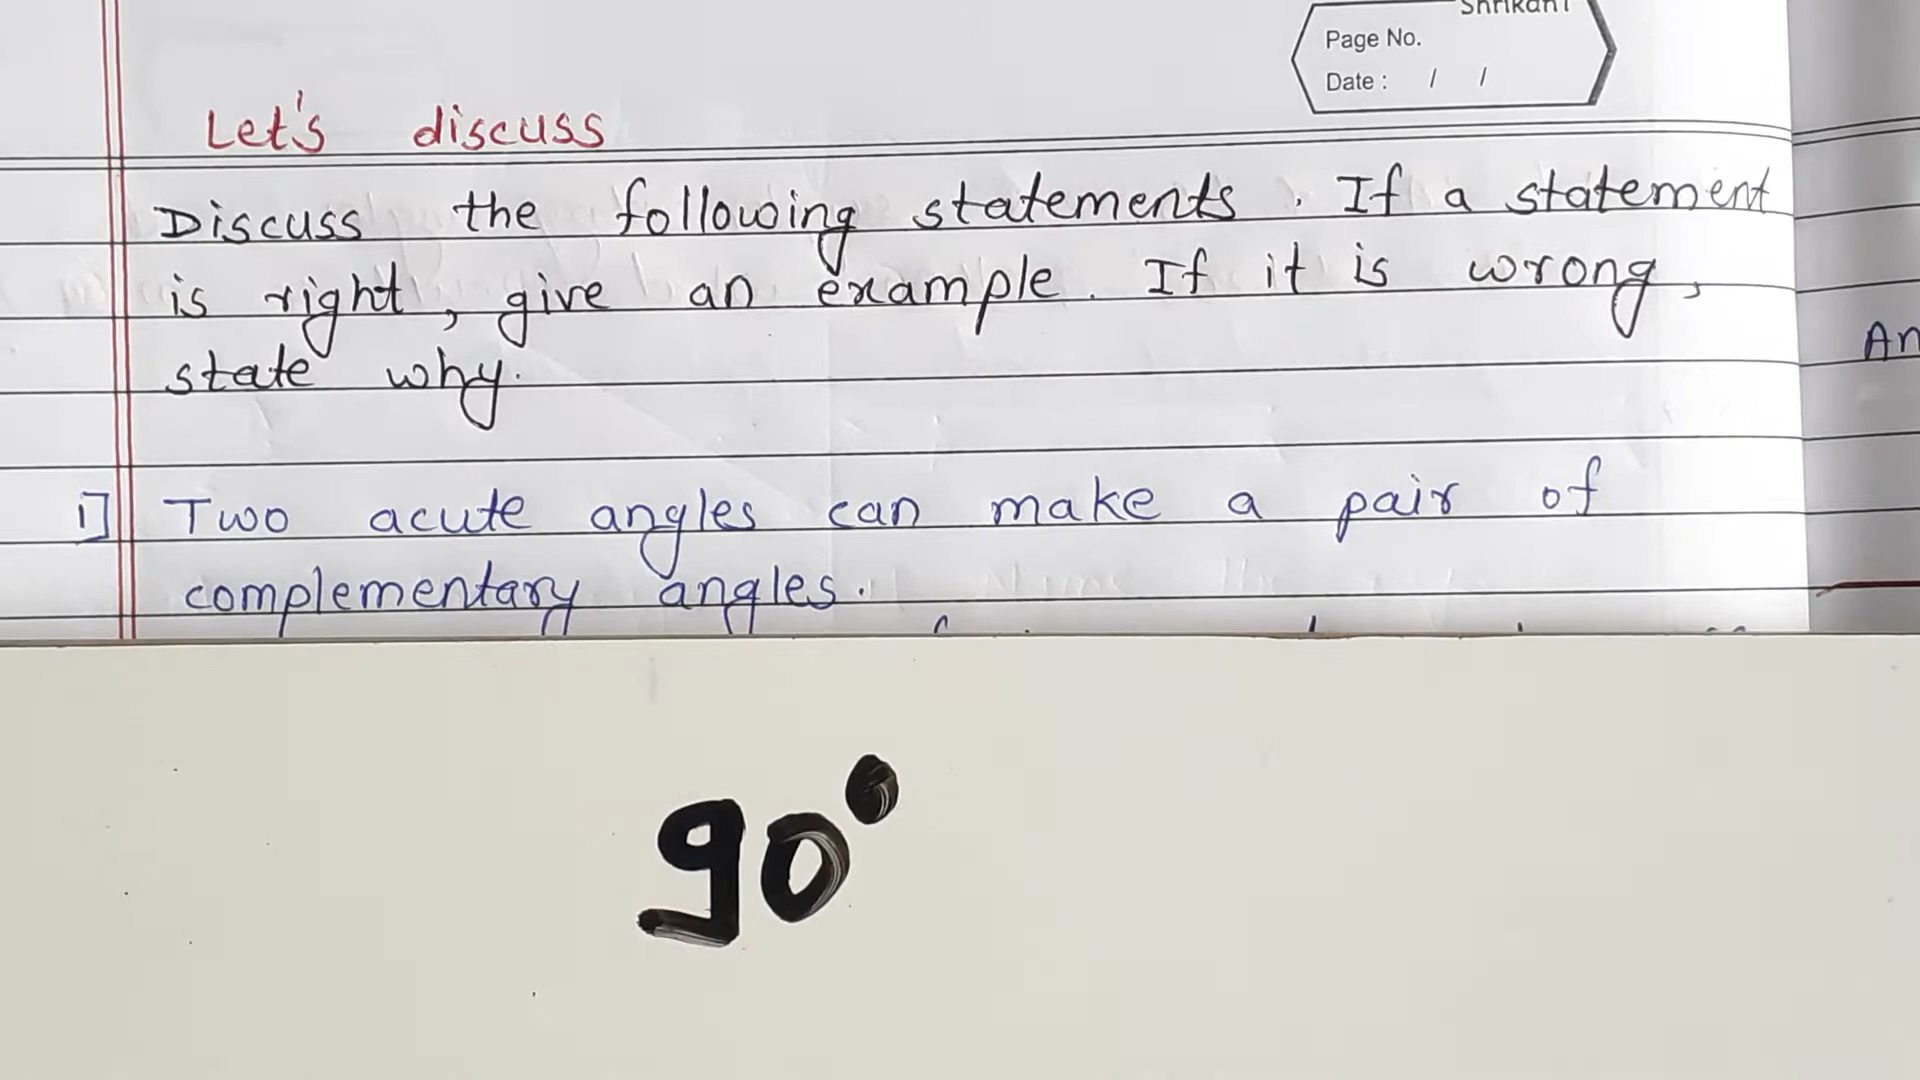 Shrikant
Page No.
Date : / /
Let's discuss
Discuss the following statements. If a statement
is right, give an example. If it is wrong,
state why.
An
i] Two acute angles can make a pair of
complementary angles.
90°